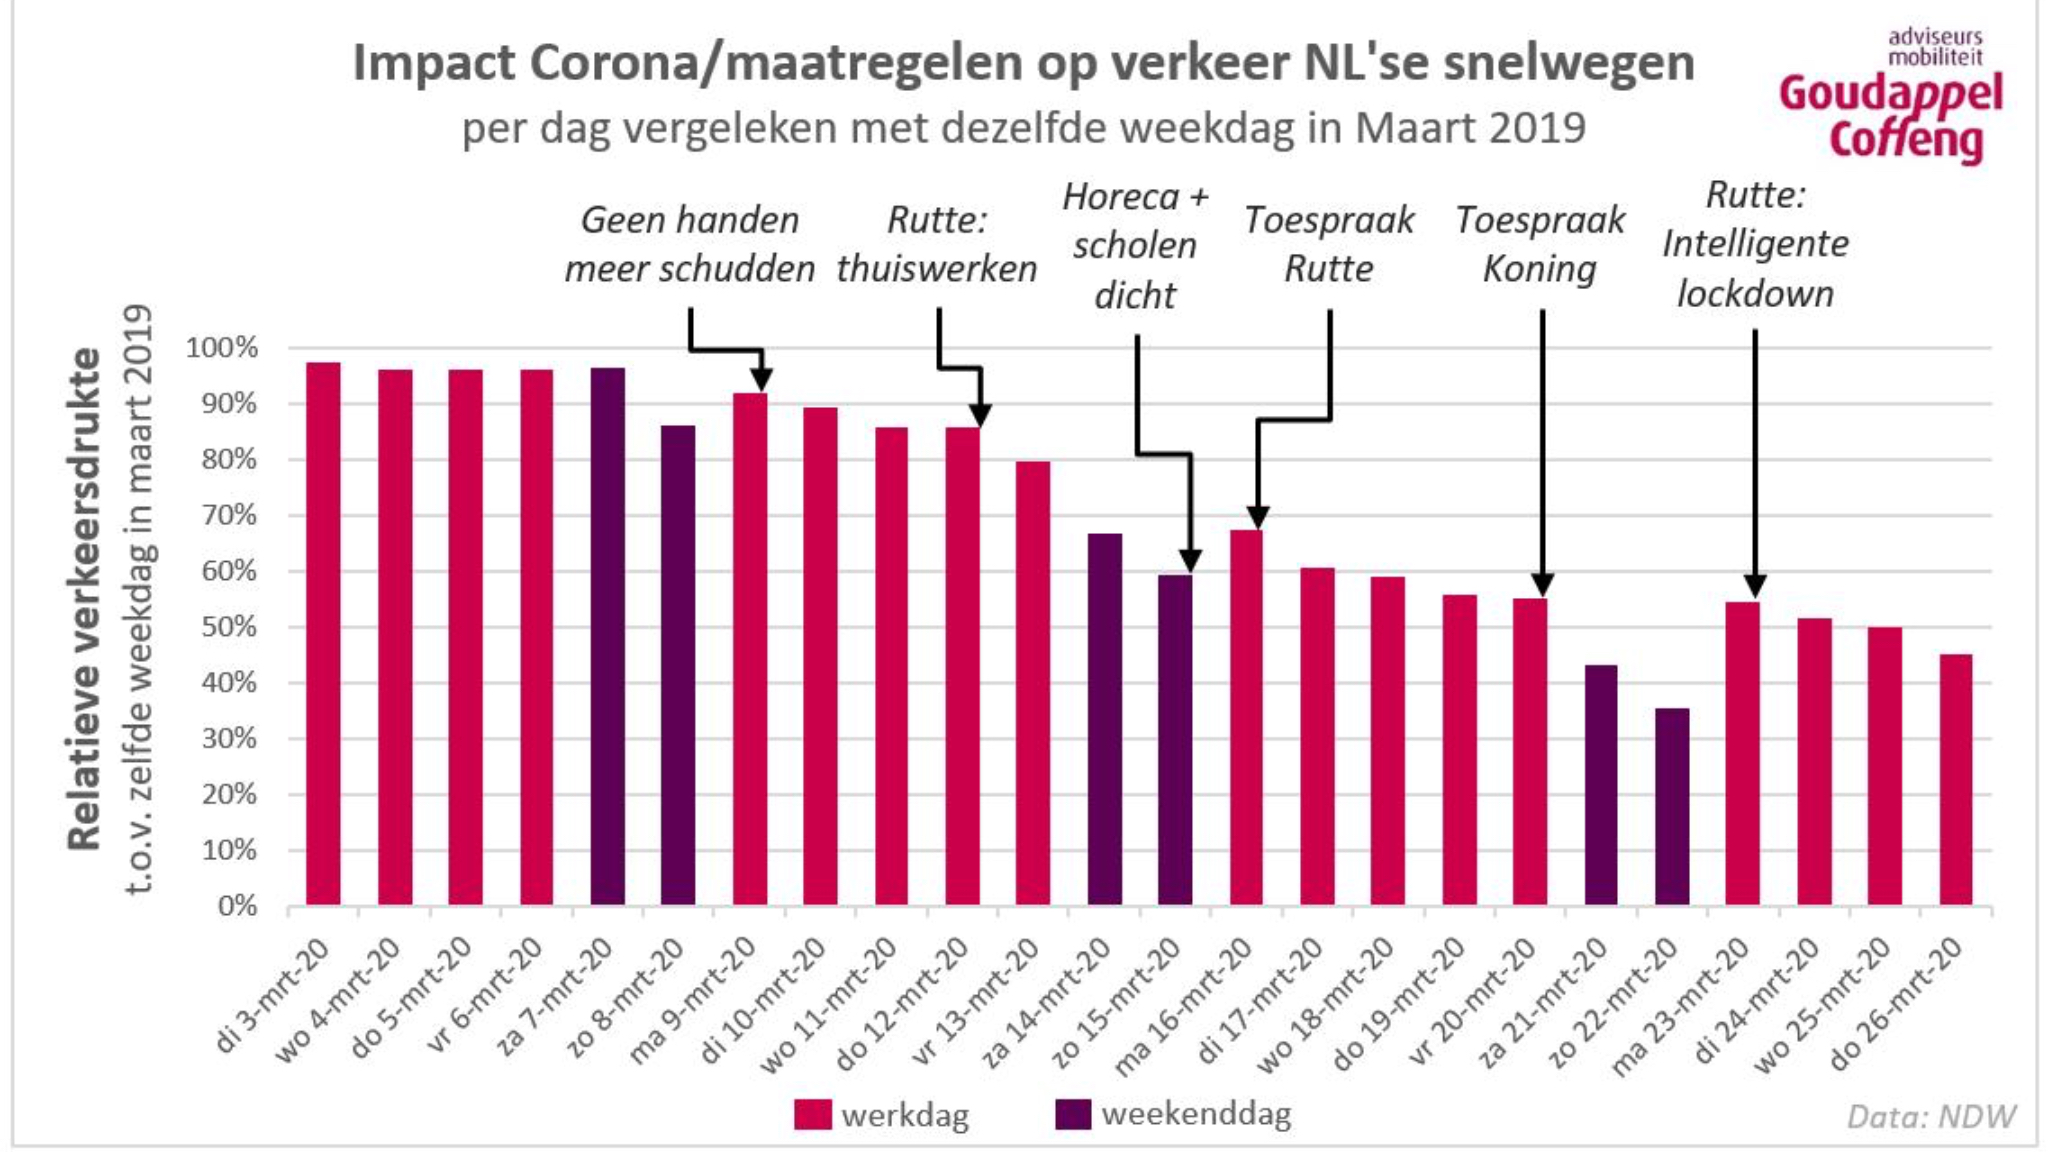 Impact Corona/maatregelen op verkeer NL'se snelwegen
per dag vergeleken met dezelfde weekdag in Maart 2019
adviseurs
mobiliteit
Goudappel
Coffeng
Geen handen
meer schudden
Rutte:
thuiswerken
Horeca +
scholen
dicht
Toespraak
Rutte
Toespraak
Koning
Rutte:
Intelligente
lockdown
Relatieve verkeersdrukte
t.o.v. zelfde weekdag in maart 2019
100%
90%
80%
70%
60%
50%
40%
30%
20%
10%
0%
di 3-mrt-20
wo 4-mrt-20
do 5-mrt-20
vr 6-mrt-20
za 7-mrt-20
zo 8-mrt-20
ma 9-mrt-20
di 10-mrt-20
wo 11-mrt-20
do 12-mrt-20
vr 13-mrt-20
za 14-mrt-20
zo 15-mrt-20
ma 16-mrt-20
di 17-mrt-20
wo 18-mrt-20
do 19-mrt-20
vr 20-mrt-20
za 21-mrt-20
zo 22-mrt-20
ma 23-mrt-20
di 24-mrt-20
wo 25-mrt-20
do 26-mrt-20
werkdag
weekenddag
Data: NDW